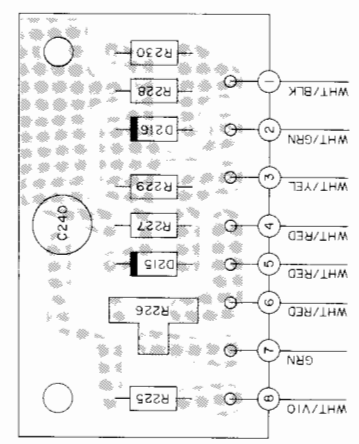 R230
1
WHT/BLK
R228
D216
2
WHT/GRN
R229
3
WHT/YEL
C240
R227
4
WHT/RED
D215
5
WHT/RED
R226
6
WHT/RED
7
GRN
R225
8
WHT/VIO